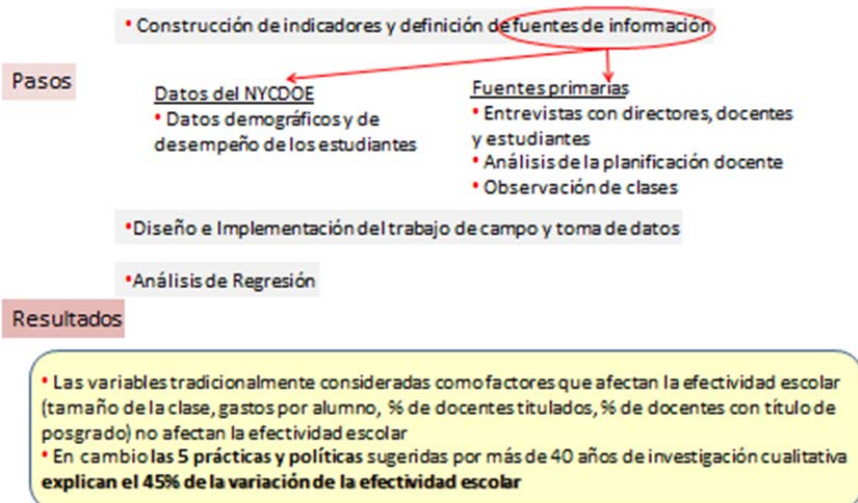 • Construcción de indicadores y definición de fuentes de información
Pasos
Datos del NYCDOE
• Datos demográficos y de
desempeño de los estudiantes
Fuentes primarias
• Entrevistas con directores, docentes
y estudiantes
• Análisis de la planificación docente
• Observación de clases
•Diseño e Implementación del trabajo de campo y toma de datos
•Análisis de Regresión
Resultados
• Las variables tradicionalmente consideradas como factores que afectan la efectividad escolar
(tamaño de la clase, gastos por alumno, % de docentes titulados, % de docentes con título de
posgrado) no afectan la efectividad escolar
• En cambio las 5 prácticas y políticas sugeridas por más de 40 años de investigación cualitativa
explican el 45% de la variación de la efectividad escolar